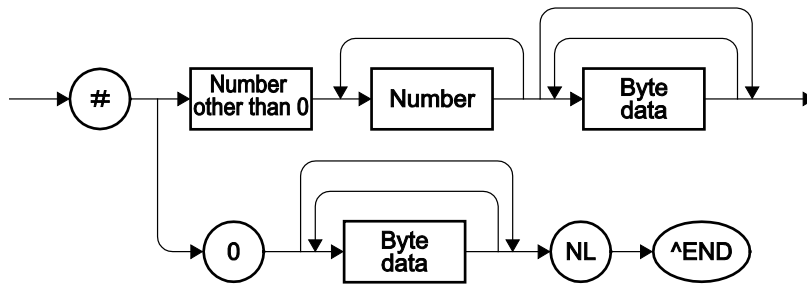 #
Number
other than 0
Number
Byte
data
0
Byte
data
NL
^END